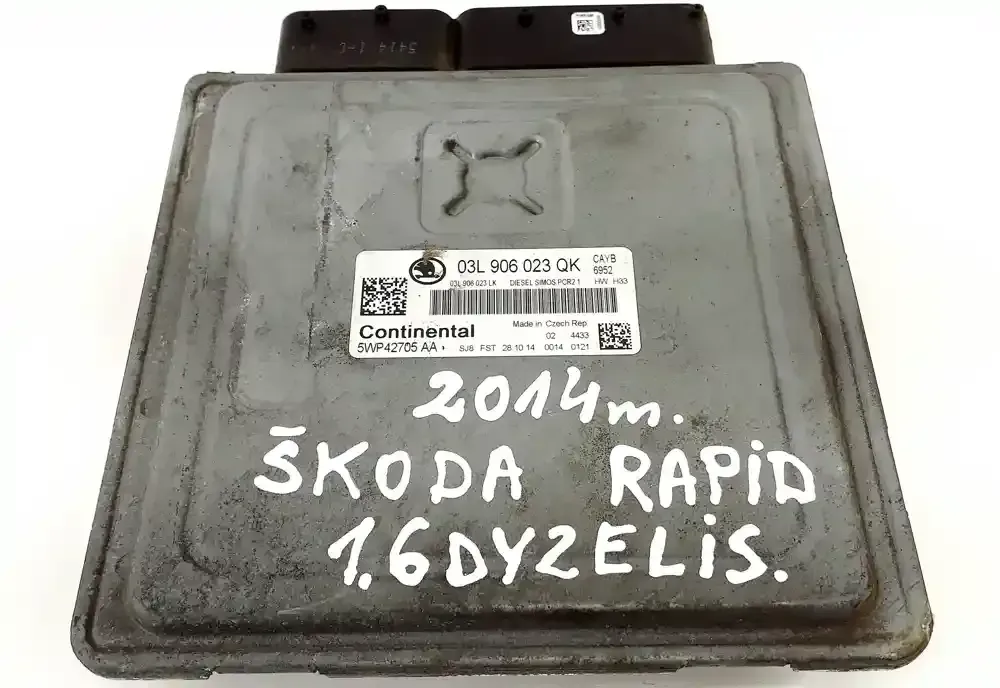 03L 906 023 QK
CAYB
6952
03L 906 023 LK DIESEL SIMOS PCR2 1 HW H33
Continental
Made in Czech Rep.
02 4433
5WP42705 AA SJ8 FST 28 10 14 0014 0121
2014m.
ŠKODA RAPiD
1.6DYZELiS.